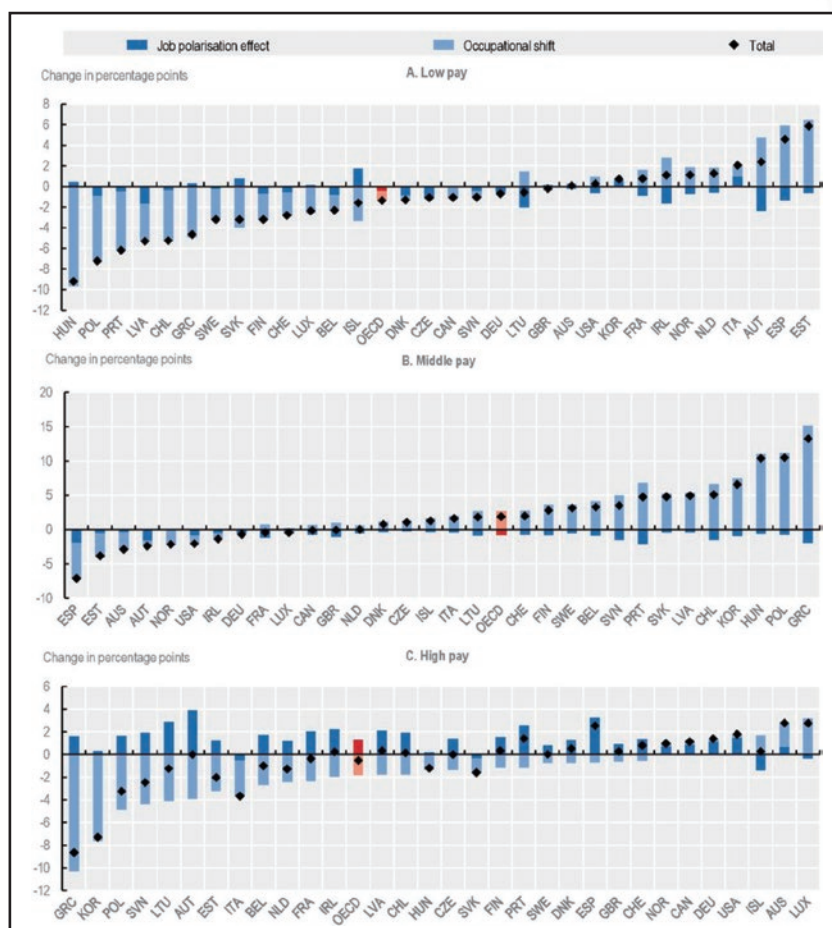 Job polarisation effect Occupational shift Total
Change in percentage points
A. Low pay
8
6
4
2
0
-2
-4
-6
-8
-10
-12
HUN POL PRT LVA CHL GRC SWE SVK FIN CHE LUX BEL ISL OECD DNK CZE CAN SVN DEU LTU GBR AUS USA KOR FRA IRL NOR NLD ITA AUT ESP EST
Change in percentage points
B. Middle pay
20
15
10
5
0
-5
-10
ESP EST AUS AUT NOR USA IRL DEU FRA LUX CAN GBR NLD DNK CZE ISL ITA LTU OECD CHE FIN SWE BEL SVN PRT SVK LVA CHL KOR HUN POL GRC
Change in percentage points
C. High pay
6
4
2
0
-2
-4
-6
-8
-10
-12
GRC KOR POL SVN LTU AUT EST ITA BEL NLD FRA IRL OECD LVA CHL HUN CZE SVK FIN PRT SWE DNK ESP GBR CHE NOR CAN DEU USA ISL AUS LUX